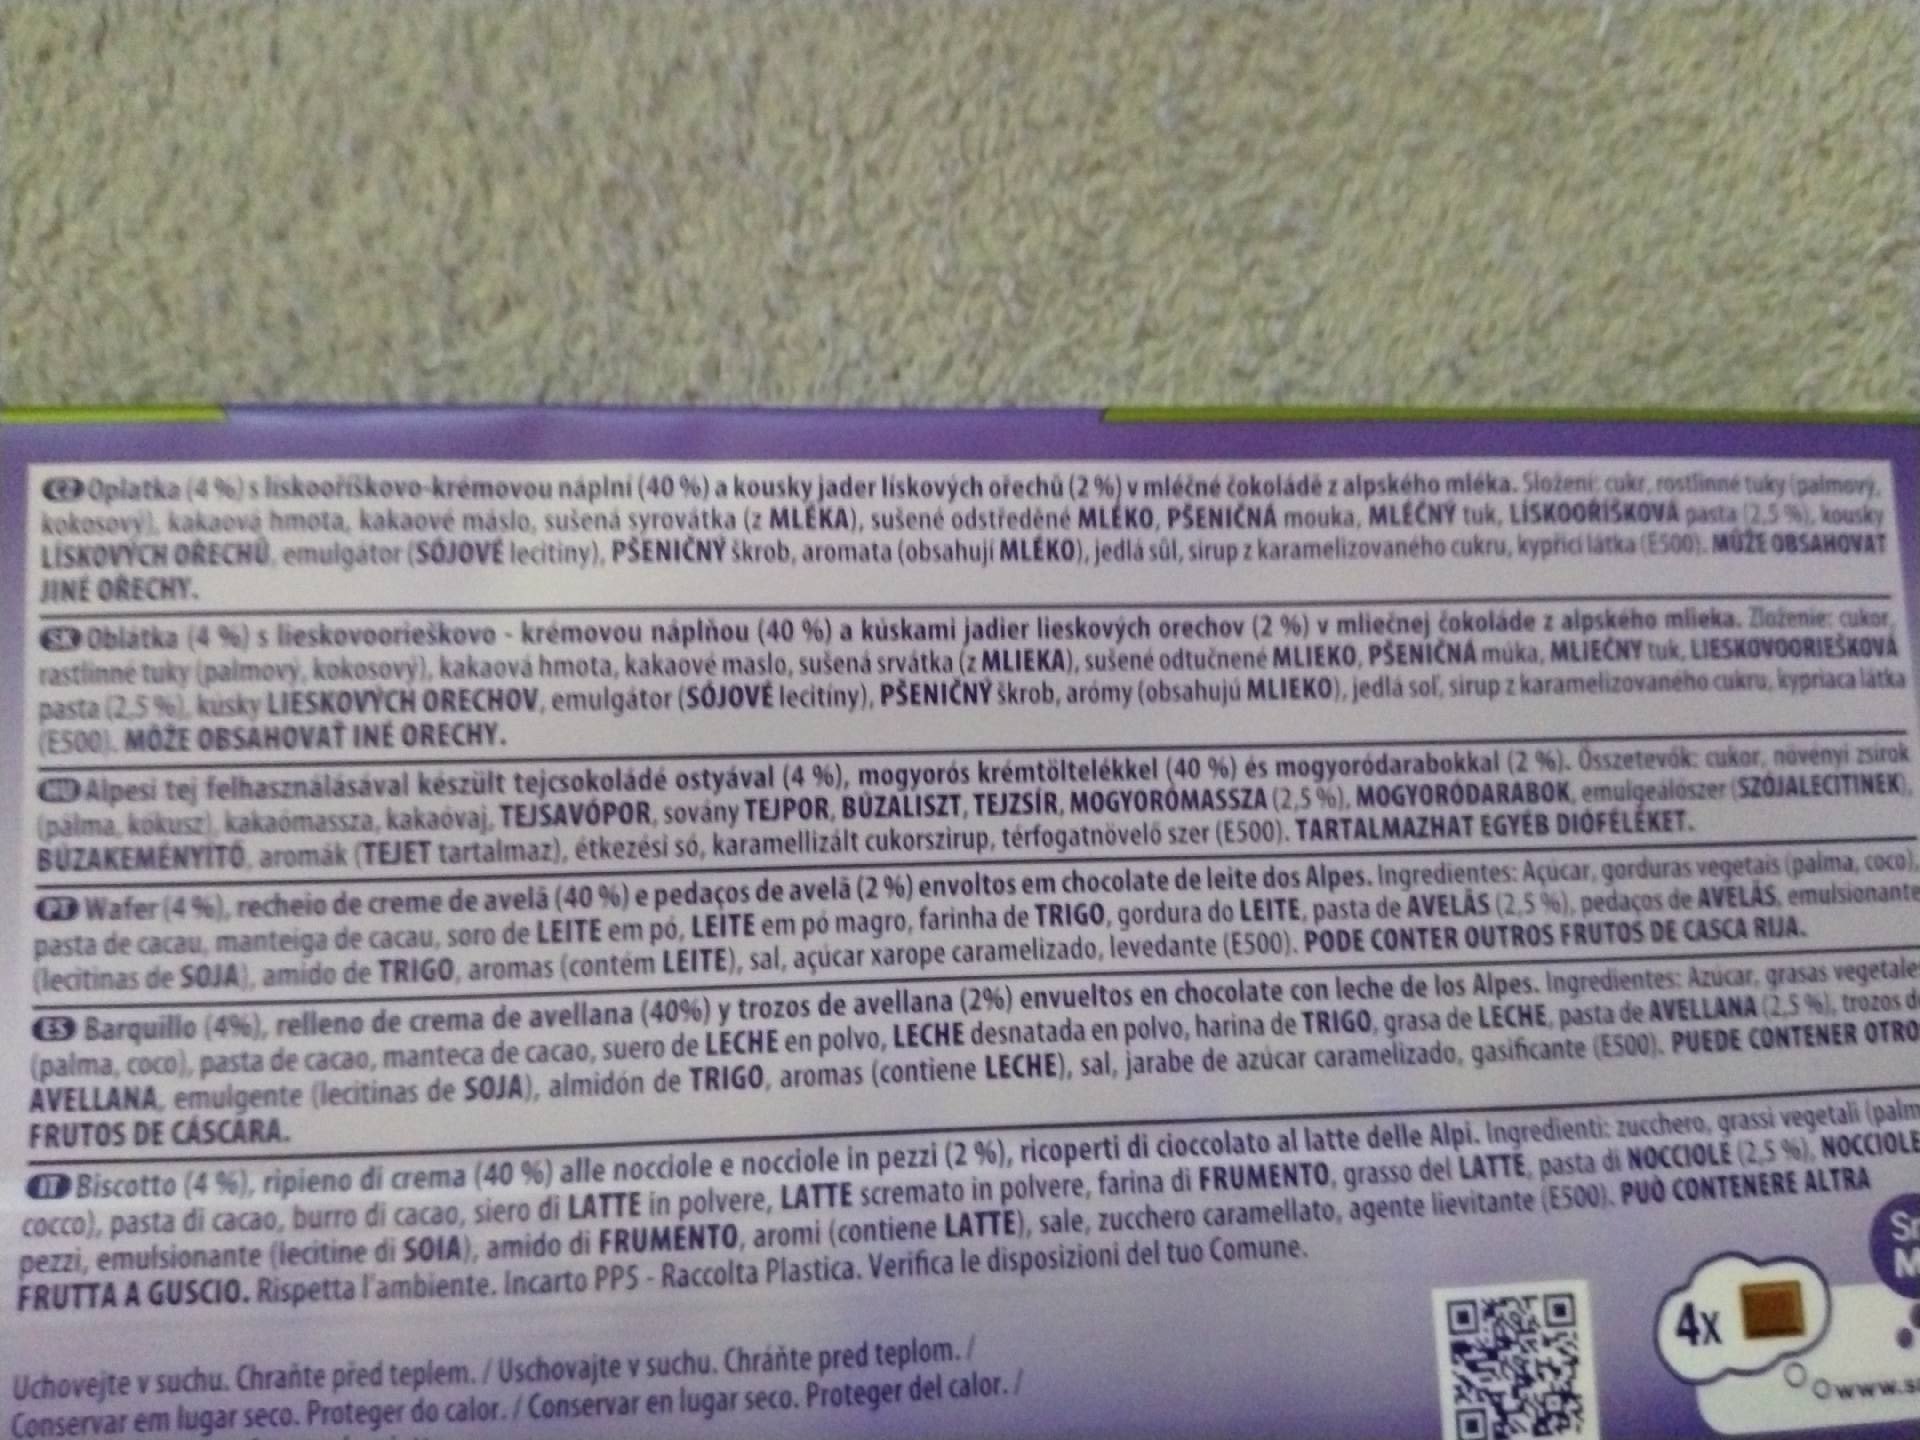 CZ Oplatka (4 %) s lískooříškovo-krémovou náplní (40 %) a kousky jader lískových ořechů (2 %) v mléčné čokoládě z alpského mléka. Složení: cukr, rostlinné tuky (palmový,
kokosový), kakaová hmota, kakaové máslo, sušená syrovátka (z MLÉKA), sušené odstředěné MLÉKO, PŠENIČNÁ mouka, MLÉČNÝ tuk, LÍSKOOŘÍŠKOVÁ pasta (2,5 %), kousky
LÍSKOVÝCH OŘECHŮ, emulgátor (SÓJOVÉ lecitiny), PŠENIČNÝ škrob, aromata (obsahují MLÉKO), jedlá sůl, sirup z karamelizovaného cukru, kypřicí látka (E500). MŮŽE OBSAHOVAT
JINÉ OŘECHY.
SK Oblátka (4 %) s lieskovoorieškovo - krémovou náplňou (40 %) a kúskami jadier lieskových orechov (2 %) v mliečnej čokoláde z alpského mlieka. Zloženie: cukor,
rastlinné tuky (palmový, kokosový), kakaová hmota, kakaové maslo, sušená srvátka (z MLIEKA), sušené odtučnené MLIEKO, PŠENIČNÁ múka, MLIEČNY tuk, LIESKOVOORIEŠKOVÁ
pasta (2,5 %), kúsky LIESKOVÝCH ORECHOV, emulgátor (SÓJOVÉ lecitíny), PŠENIČNÝ škrob, arómy (obsahujú MLIEKO), jedlá soľ, sirup z karamelizovaného cukru, kypriaca látka
(E500). MÔŽE OBSAHOVAŤ INÉ ORECHY.
HU Alpesi tej felhasználásával készült tejcsokoládé ostyával (4 %), mogyorós krémtöltelékkel (40 %) és mogyoródarabokkal (2 %). Összetevők: cukor, növényi zsírok
(pálma, kókusz), kakaómassza, kakaóvaj, TEJSAVÓPOR, sovány TEJPOR, BÚZALISZT, TEJZSÍR, MOGYORÓMASSZA (2,5 %), MOGYORÓDARABOK, emulgeálószer (SZÓJALECITINEK),
BÚZAKEMÉNYÍTŐ, aromák (TEJET tartalmaz), étkezési só, karamellizált cukorszirup, térfogatnövelő szer (E500). TARTALMAZHAT EGYÉB DIÓFÉLÉKET.
PT Wafer (4 %), recheio de creme de avelã (40 %) e pedaços de avelã (2 %) envoltos em chocolate de leite dos Alpes. Ingredientes: Açúcar, gorduras vegetais (palma, coco),
pasta de cacau, manteiga de cacau, soro de LEITE em pó, LEITE em pó magro, farinha de TRIGO, gordura do LEITE, pasta de AVELÃS (2,5 %), pedaços de AVELÃS, emulsionante
(lecitinas de SOJA), amido de TRIGO, aromas (contém LEITE), sal, açúcar xarope caramelizado, levedante (E500). PODE CONTER OUTROS FRUTOS DE CASCA RIJA.
ES Barquillo (4%), relleno de crema de avellana (40%) y trozos de avellana (2%) envueltos en chocolate con leche de los Alpes. Ingredientes: Azúcar, grasas vegetales
(palma, coco), pasta de cacao, manteca de cacao, suero de LECHE en polvo, LECHE desnatada en polvo, harina de TRIGO, grasa de LECHE, pasta de AVELLANA (2,5 %), trozos d
AVELLANA, emulgente (lecitinas de SOJA), almidón de TRIGO, aromas (contiene LECHE), sal, jarabe de azúcar caramelizado, gasificante (E500). PUEDE CONTENER OTRO
FRUTOS DE CÁSCARA.
IT Biscotto (4 %), ripieno di crema (40 %) alle nocciole e nocciole in pezzi (2 %), ricoperti di cioccolato al latte delle Alpi. Ingredienti: zucchero, grassi vegetali (palm
cocco), pasta di cacao, burro di cacao, siero di LATTE in polvere, LATTE scremato in polvere, farina di FRUMENTO, grasso del LATTE, pasta di NOCCIOLE (2,5 %), NOCCIOLE
pezzi, emulsionante (lecitine di SOIA), amido di FRUMENTO, aromi (contiene LATTE), sale, zucchero caramellato, agente lievitante (E500). PUÒ CONTENERE ALTRA
FRUTTA A GUSCIO. Rispetta l'ambiente. Incarto PP5 - Raccolta Plastica. Verifica le disposizioni del tuo Comune.
Uchovejte v suchu. Chraňte před teplem. / Uschovajte v suchu. Chráňte pred teplom. /
Conservar em lugar seco. Proteger do calor. / Conservar en lugar seco. Proteger del calor. /
4x
www.s